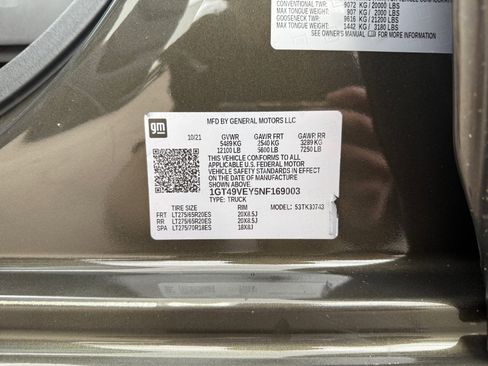 CONVENTIONAL TWR: 9072 KG / 20000 LBS
MAX TONGUE WEIGHT: 907 KG / 2000 LBS
GOOSENECK TWR: 9616 KG / 21200 LBS
MAX TONGUE WEIGHT: 1442 KG / 3180 LBS
SEE OWNER'S MANUAL FOR MORE INFORMATION
gm
MFD BY GENERAL MOTORS LLC
10/21 GVWR GAWR FRT GAWR RR
5489 KG 2540 KG 3289 KG
12100 LB 5600 LB 7250 LB
THIS VEHICLE CONFORMS TO ALL
APPLICABLE U.S. FEDERAL MOTOR
VEHICLE SAFETY STANDARDS IN EFFECT
ON THE DATE OF MANUFACTURE
SHOWN ABOVE.
1GT49VEY5NF169003
TYPE: TRUCK
TIRE SIZE RIM MODEL: 53TK30743
FRT LT275/65R20ES 20X8.5J
RR LT275/65R20ES 20X8.5J
SPA LT275/70R18ES 18X8J